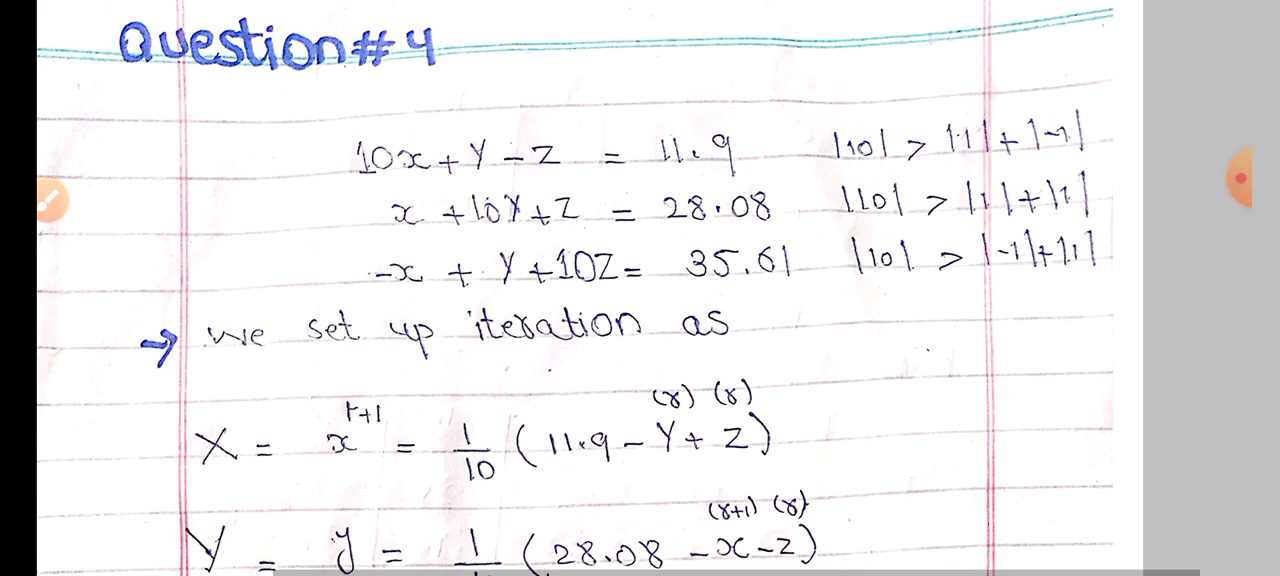 Question#4
10x + Y - Z = 11.9 |10| > |1|+|-1|
x + 10Y + Z = 28.08 |10| > |1|+|1|
-x + Y + 10Z = 35.61 |10| > |-1|+|1|
→ We set up iteration as
X = x^{r+1} = 1/10 (11.9 - Y^{(r)} + Z^{(r)})
Y = y = 1/ (28.08 - x^{(r+1)} - z^{(r)})